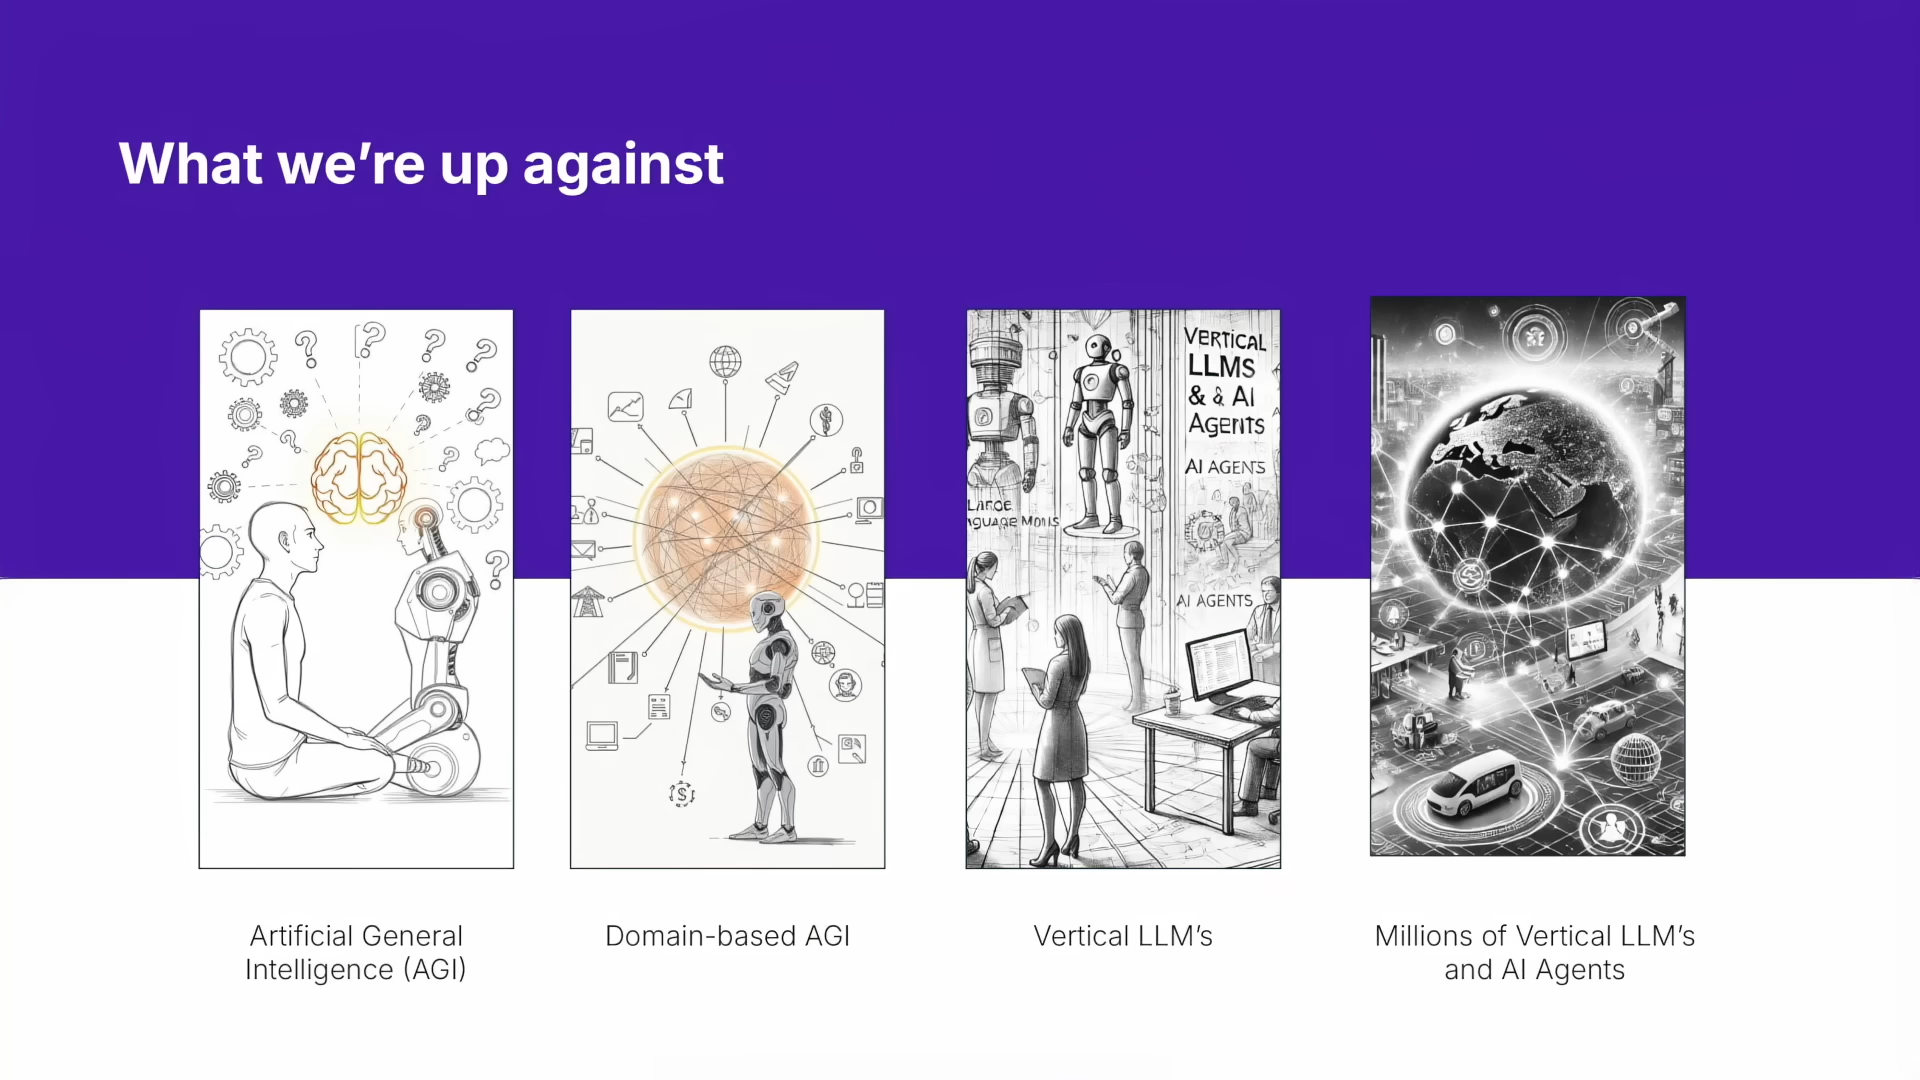 What we’re up against
VERTICAL
LLMS
& & AI
Agents
AI AGENTS
LARGE
AI AGENTS
Artificial General
Intelligence (AGI)
Domain-based AGI
Vertical LLM’s
Millions of Vertical LLM’s
and AI Agents